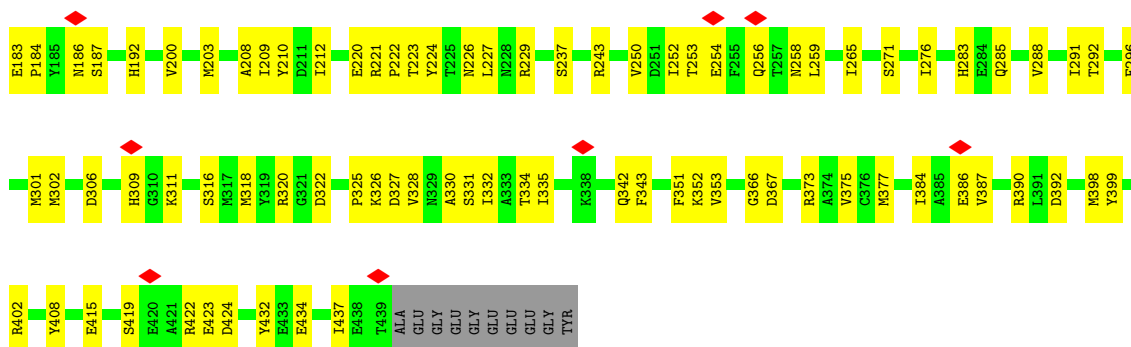 E183 P184 Y185 N186 S187 H192 V200 M203 A208 I209 Y210 D211 I212 E220 R221 P222 T223 Y224 T225 N226 L227 N228 R229 S237 R243 V250 D251 I252 T253 E254 F255 Q256 T257 N258 L259 I265 S271 I276 H283 E284 Q285 V288 I291 T292
M301 M302 D306 H309 G310 K311 S316 M317 M318 Y319 R320 G321 D322 P325 K326 D327 V328 N329 A330 S331 I332 A333 T334 I335 K338 Q342 F343 F351 K352 V353 G366 D367 R373 A374 V375 C376 M377 I384 A385 E386 V387 R390 L391 D392 M398 Y399
R402 Y408 E415 S419 E420 A421 R422 E423 D424 Y432 E433 E434 I437 E438 T439 ALA GLU GLY GLU GLY GLU GLU GLU GLY TYR